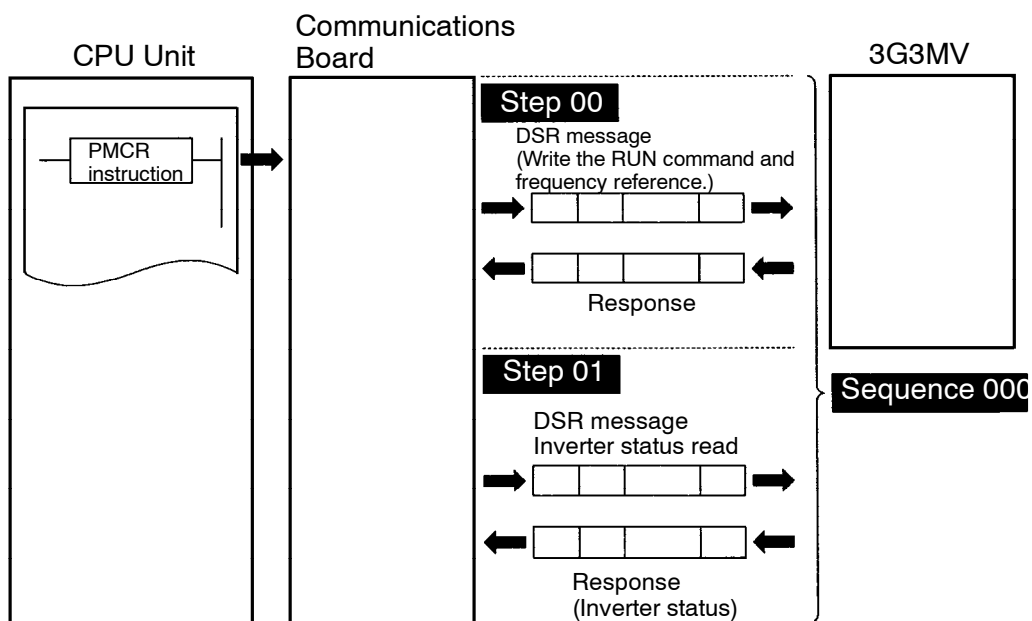 CPU Unit
Communications
Board
3G3MV
PMCR
instruction
Step 00
DSR message
(Write the RUN command and
frequency reference.)
Response
Step 01
DSR message
Inverter status read
Response
(Inverter status)
Sequence 000